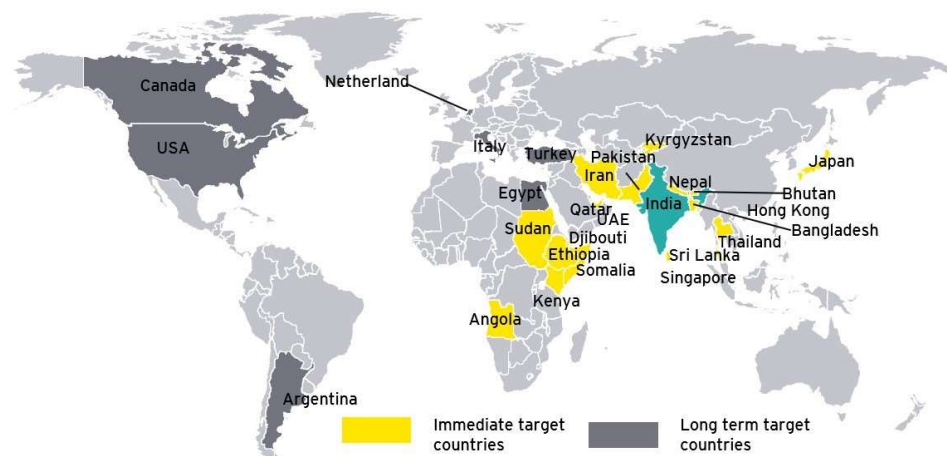 Canada
Netherland
USA
Italy
Turkey
Pakistan
Kyrgyzstan
Japan
Iran
Nepal
Egypt
India
Bhutan
Qatar
UAE
Hong Kong
Sudan
Bangladesh
Djibouti
Thailand
Ethiopia
Sri Lanka
Somalia
Singapore
Kenya
Angola
Argentina
Immediate target
countries
Long term target
countries